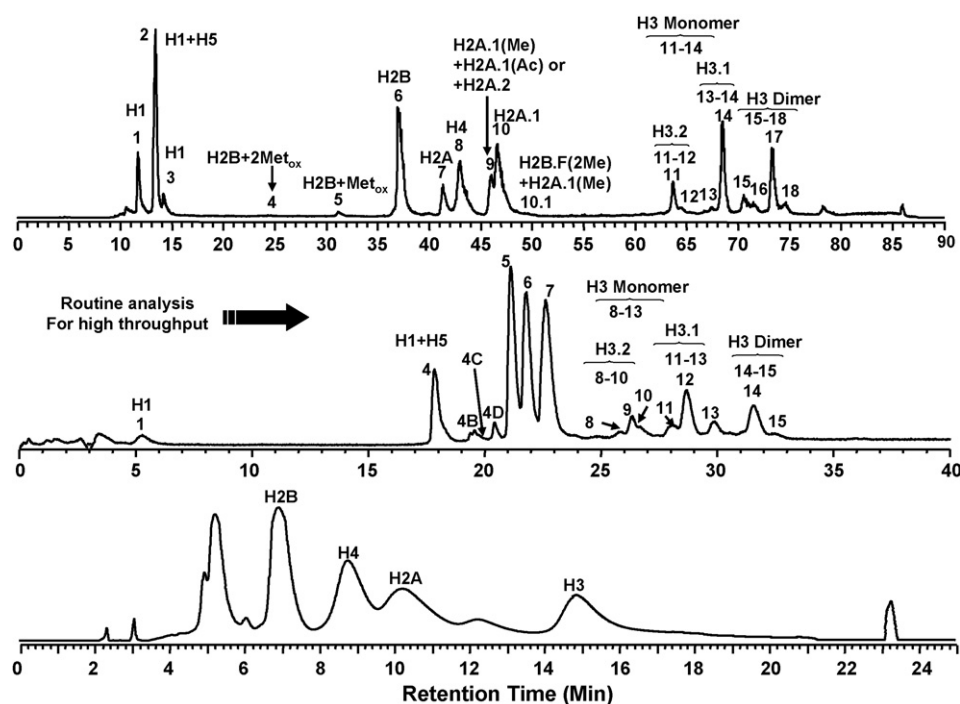 H3 Monomer
11-14
2
H1+H5
H2A.1(Me)
+H2A.1(Ac) or
+H2A.2
H3.1
13-14
14
H3 Dimer
15-18
17
H2B
6
H2A.1
10
H1
1
H4
8
H3.2
11-12
11
H1
3
H2B+2Metox
4
H2B+Metox
5
H2A
7
9
H2B.F(2Me)
+H2A.1(Me)
10.1
12
13
15
16
18
0 5 10 15 20 25 30 35 40 45 50 55 60 65 70 75 80 85 90
Routine analysis
For high throughput
5
6
7
H3 Monomer
8-13
H1+H5
4
4C
H3.2
8-10
H3.1
11-13
12
H3 Dimer
14-15
14
H1
1
4B
4D
8
9
10
11
13
15
0 5 10 15 20 25 30 35 40
H2B
H4
H2A
H3
0 2 4 6 8 10 12 14 16 18 20 22 24
Retention Time (Min)